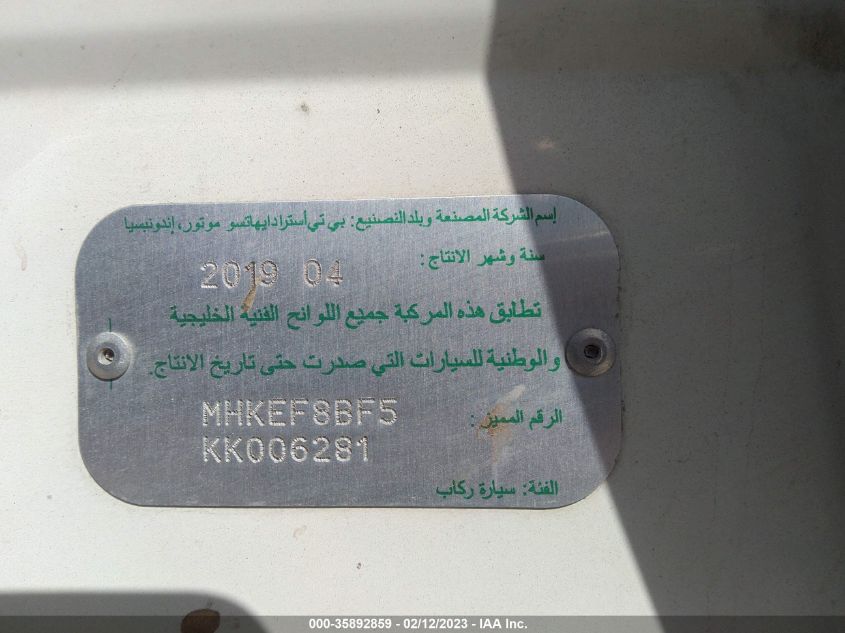 إسم الشركة المصنعة وبلد التصنيع: بي تي أسترا دايهاتسو موتور، إندونيسيا
سنة وشهر الانتاج :
2019 04
تطابق هذه المركبة جميع اللوائح الفنية الخليجية
والوطنية للسيارات التي صدرت حتى تاريخ الانتاج.
الرقم المميز :
MHKEF8BF5
KK006281
الفئة: سيارة ركاب
000-35892859 - 02/12/2023 - IAA Inc.